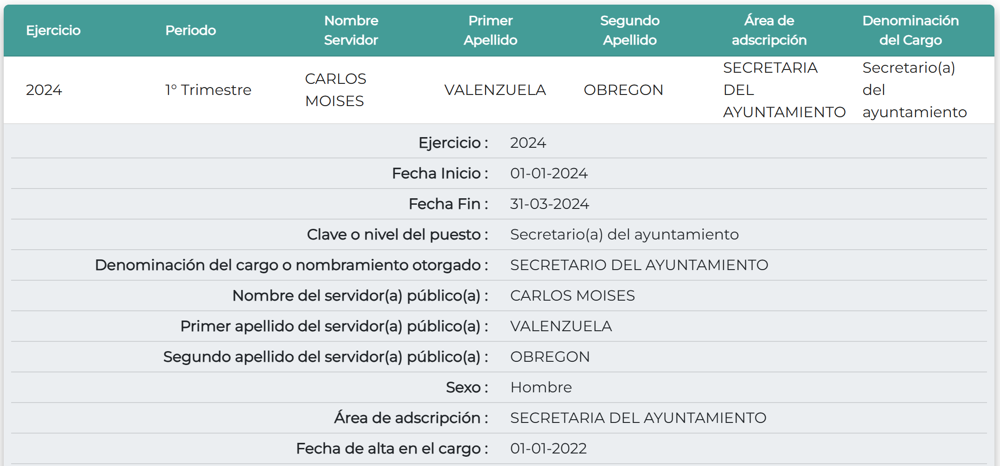 Ejercicio
Periodo
Nombre
Servidor
Primer
Apellido
Segundo
Apellido
Área de
adscripción
Denominación
del Cargo
2024
1° Trimestre
CARLOS
MOISES
VALENZUELA
OBREGON
SECRETARIA
DEL
AYUNTAMIENTO
Secretario(a)
del
ayuntamiento
Ejercicio : 2024
Fecha Inicio : 01-01-2024
Fecha Fin : 31-03-2024
Clave o nivel del puesto : Secretario(a) del ayuntamiento
Denominación del cargo o nombramiento otorgado : SECRETARIO DEL AYUNTAMIENTO
Nombre del servidor(a) público(a) : CARLOS MOISES
Primer apellido del servidor(a) público(a) : VALENZUELA
Segundo apellido del servidor(a) público(a) : OBREGON
Sexo : Hombre
Área de adscripción : SECRETARIA DEL AYUNTAMIENTO
Fecha de alta en el cargo : 01-01-2022